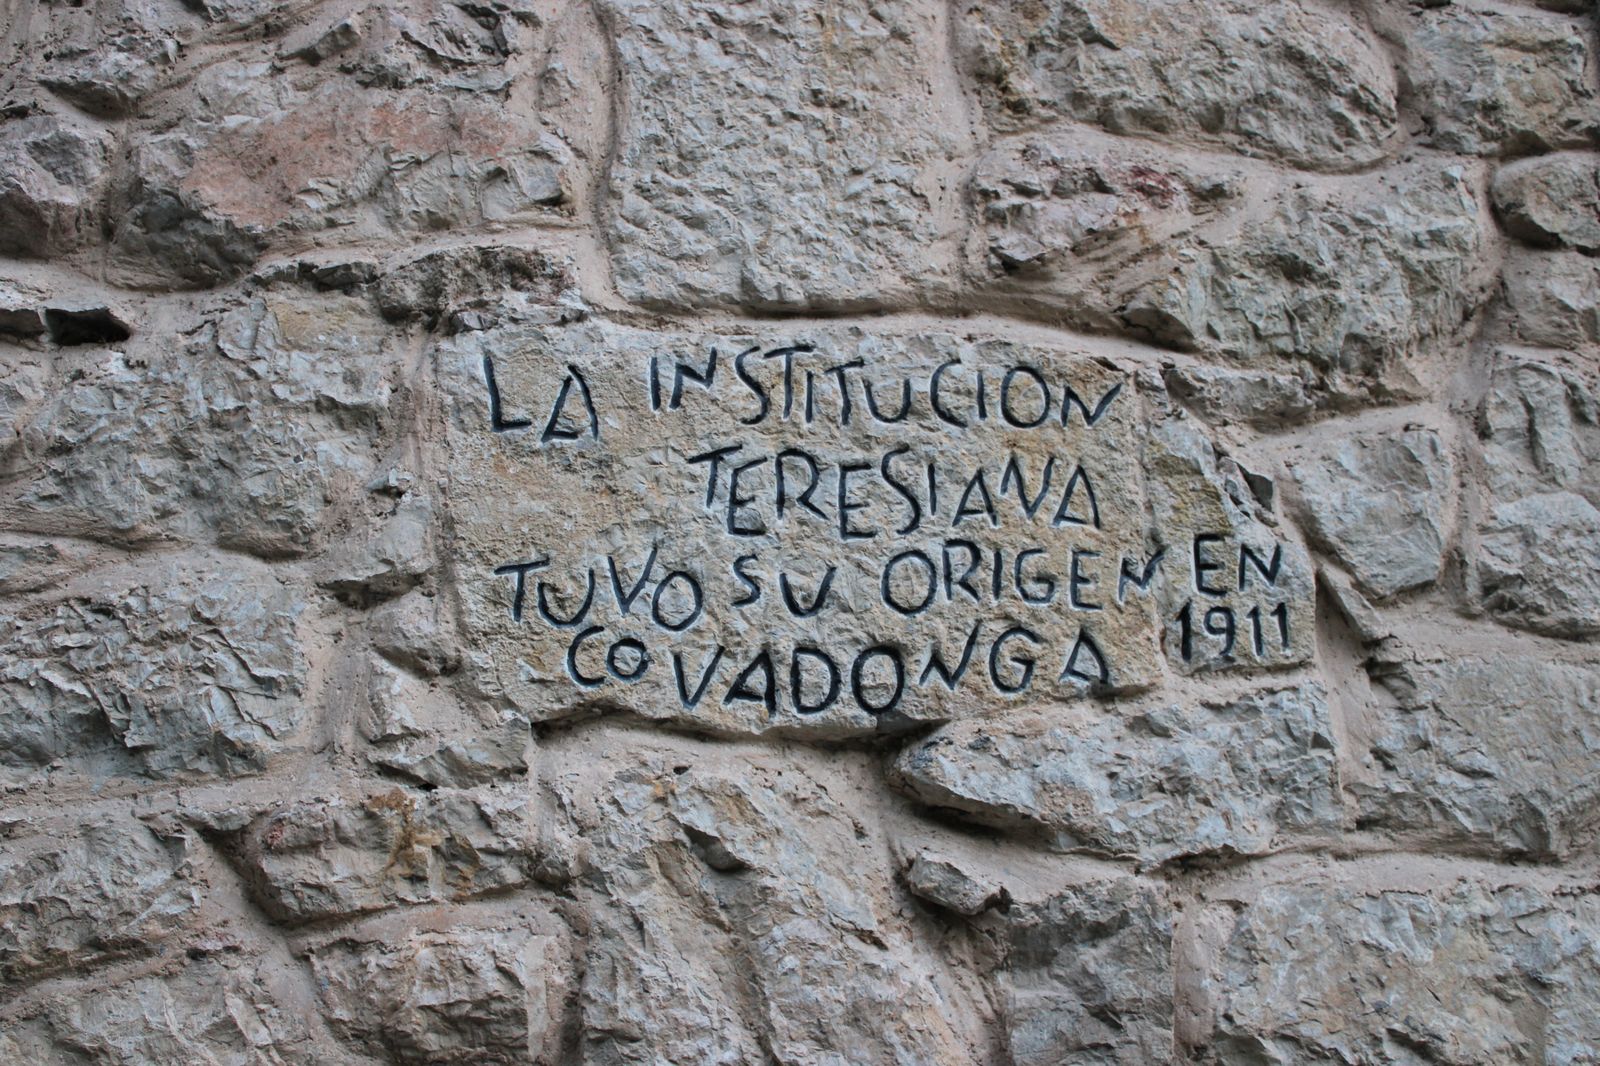 LA INSTITUCION
TERESIANA
TUVO SU ORIGEN EN
COVADONGA 1911